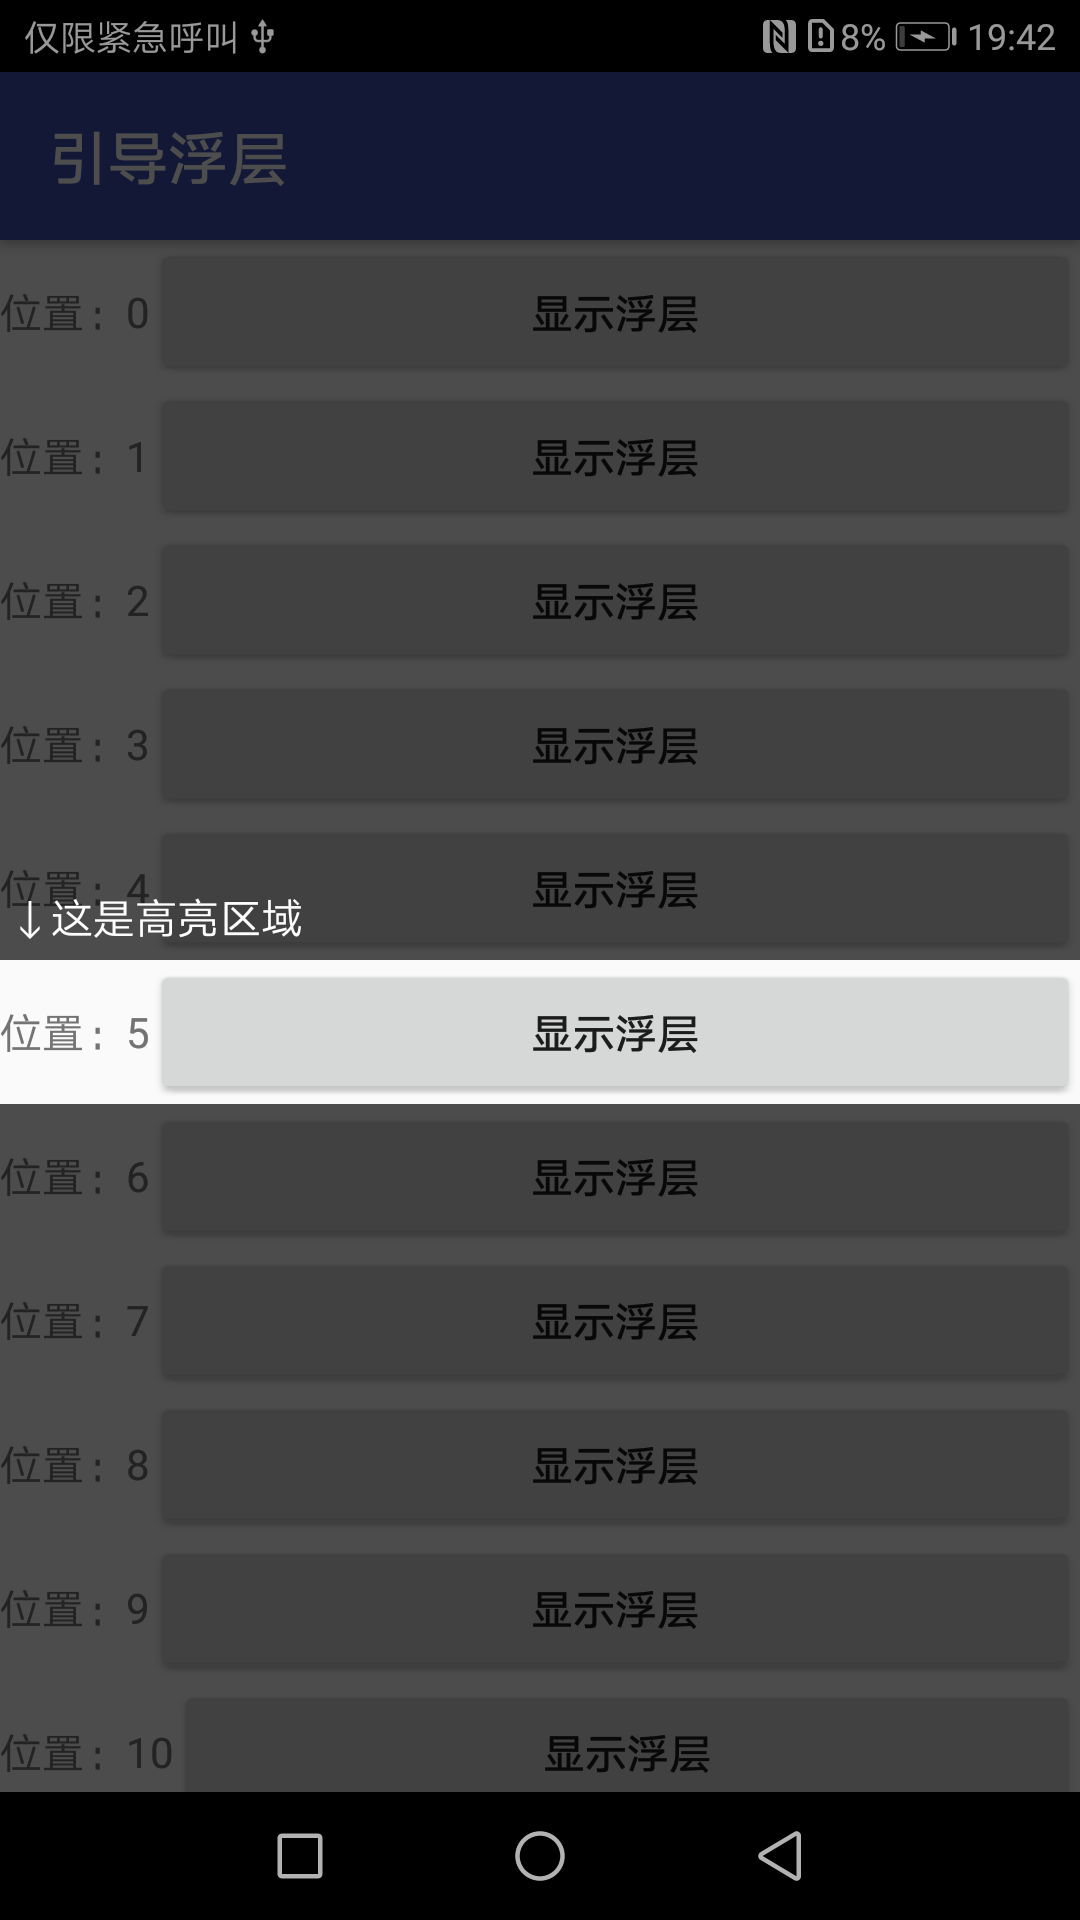 仅限紧急呼叫 8% 19:42
引导浮层
位置：0 显示浮层
位置：1 显示浮层
位置：2 显示浮层
位置：3 显示浮层
位置：4 显示浮层
↓这是高亮区域
位置：5 显示浮层
位置：6 显示浮层
位置：7 显示浮层
位置：8 显示浮层
位置：9 显示浮层
位置：10 显示浮层